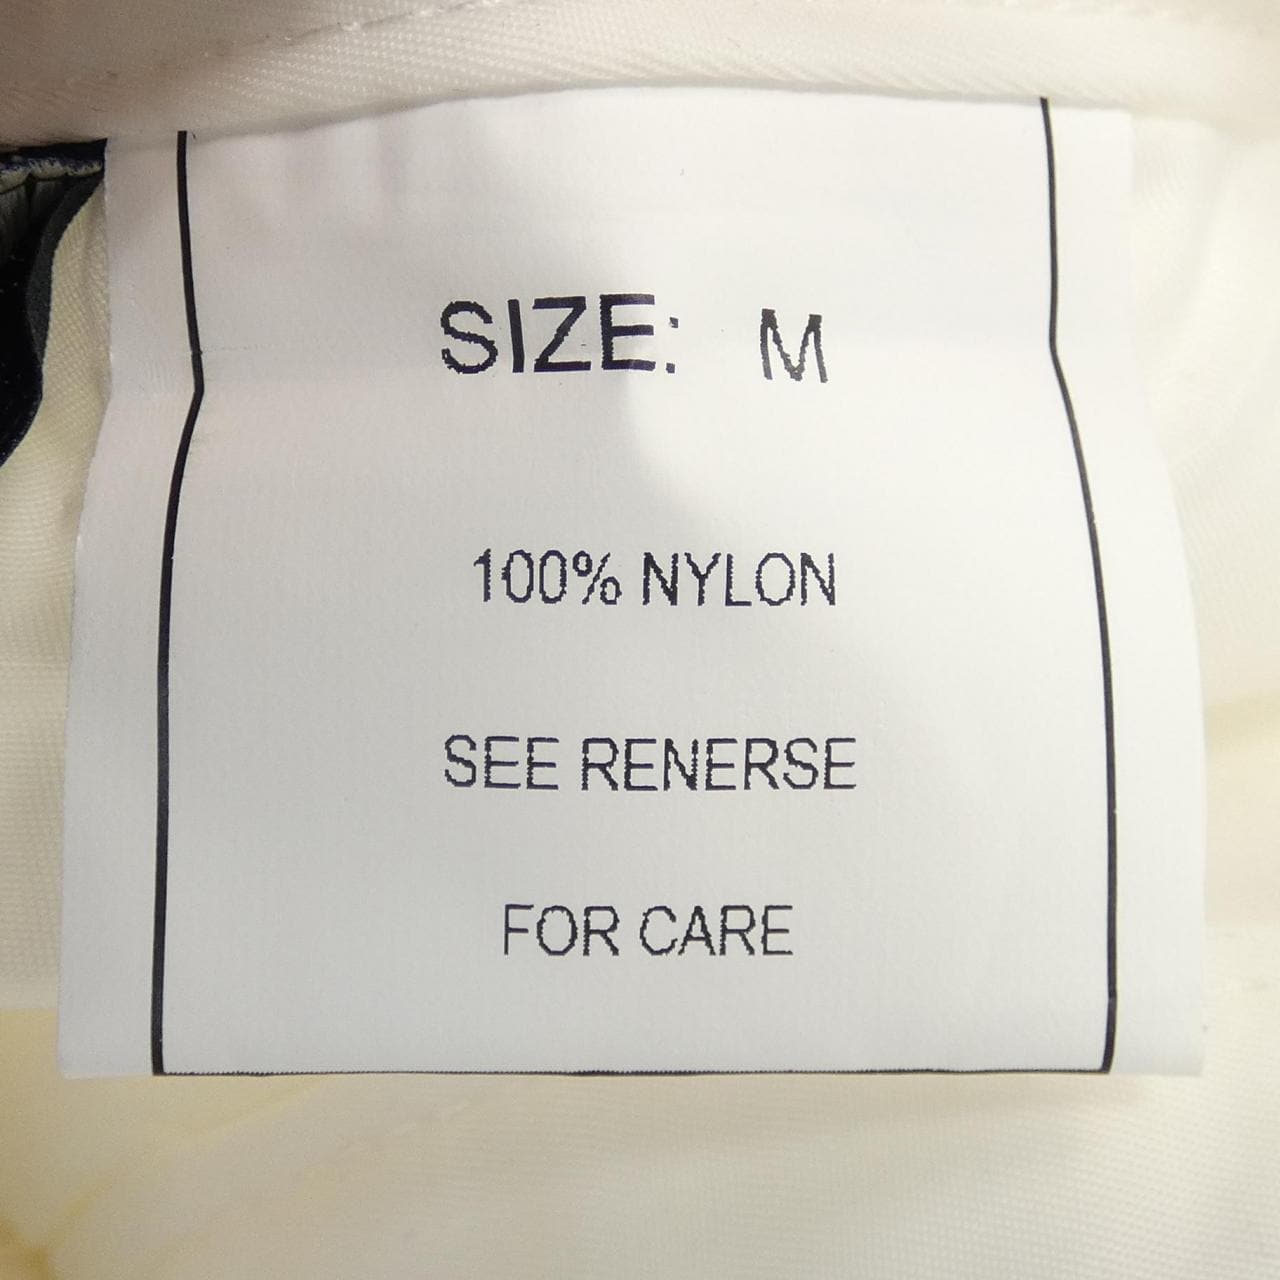 SIZE: M
100% NYLON
SEE RENERSE
FOR CARE